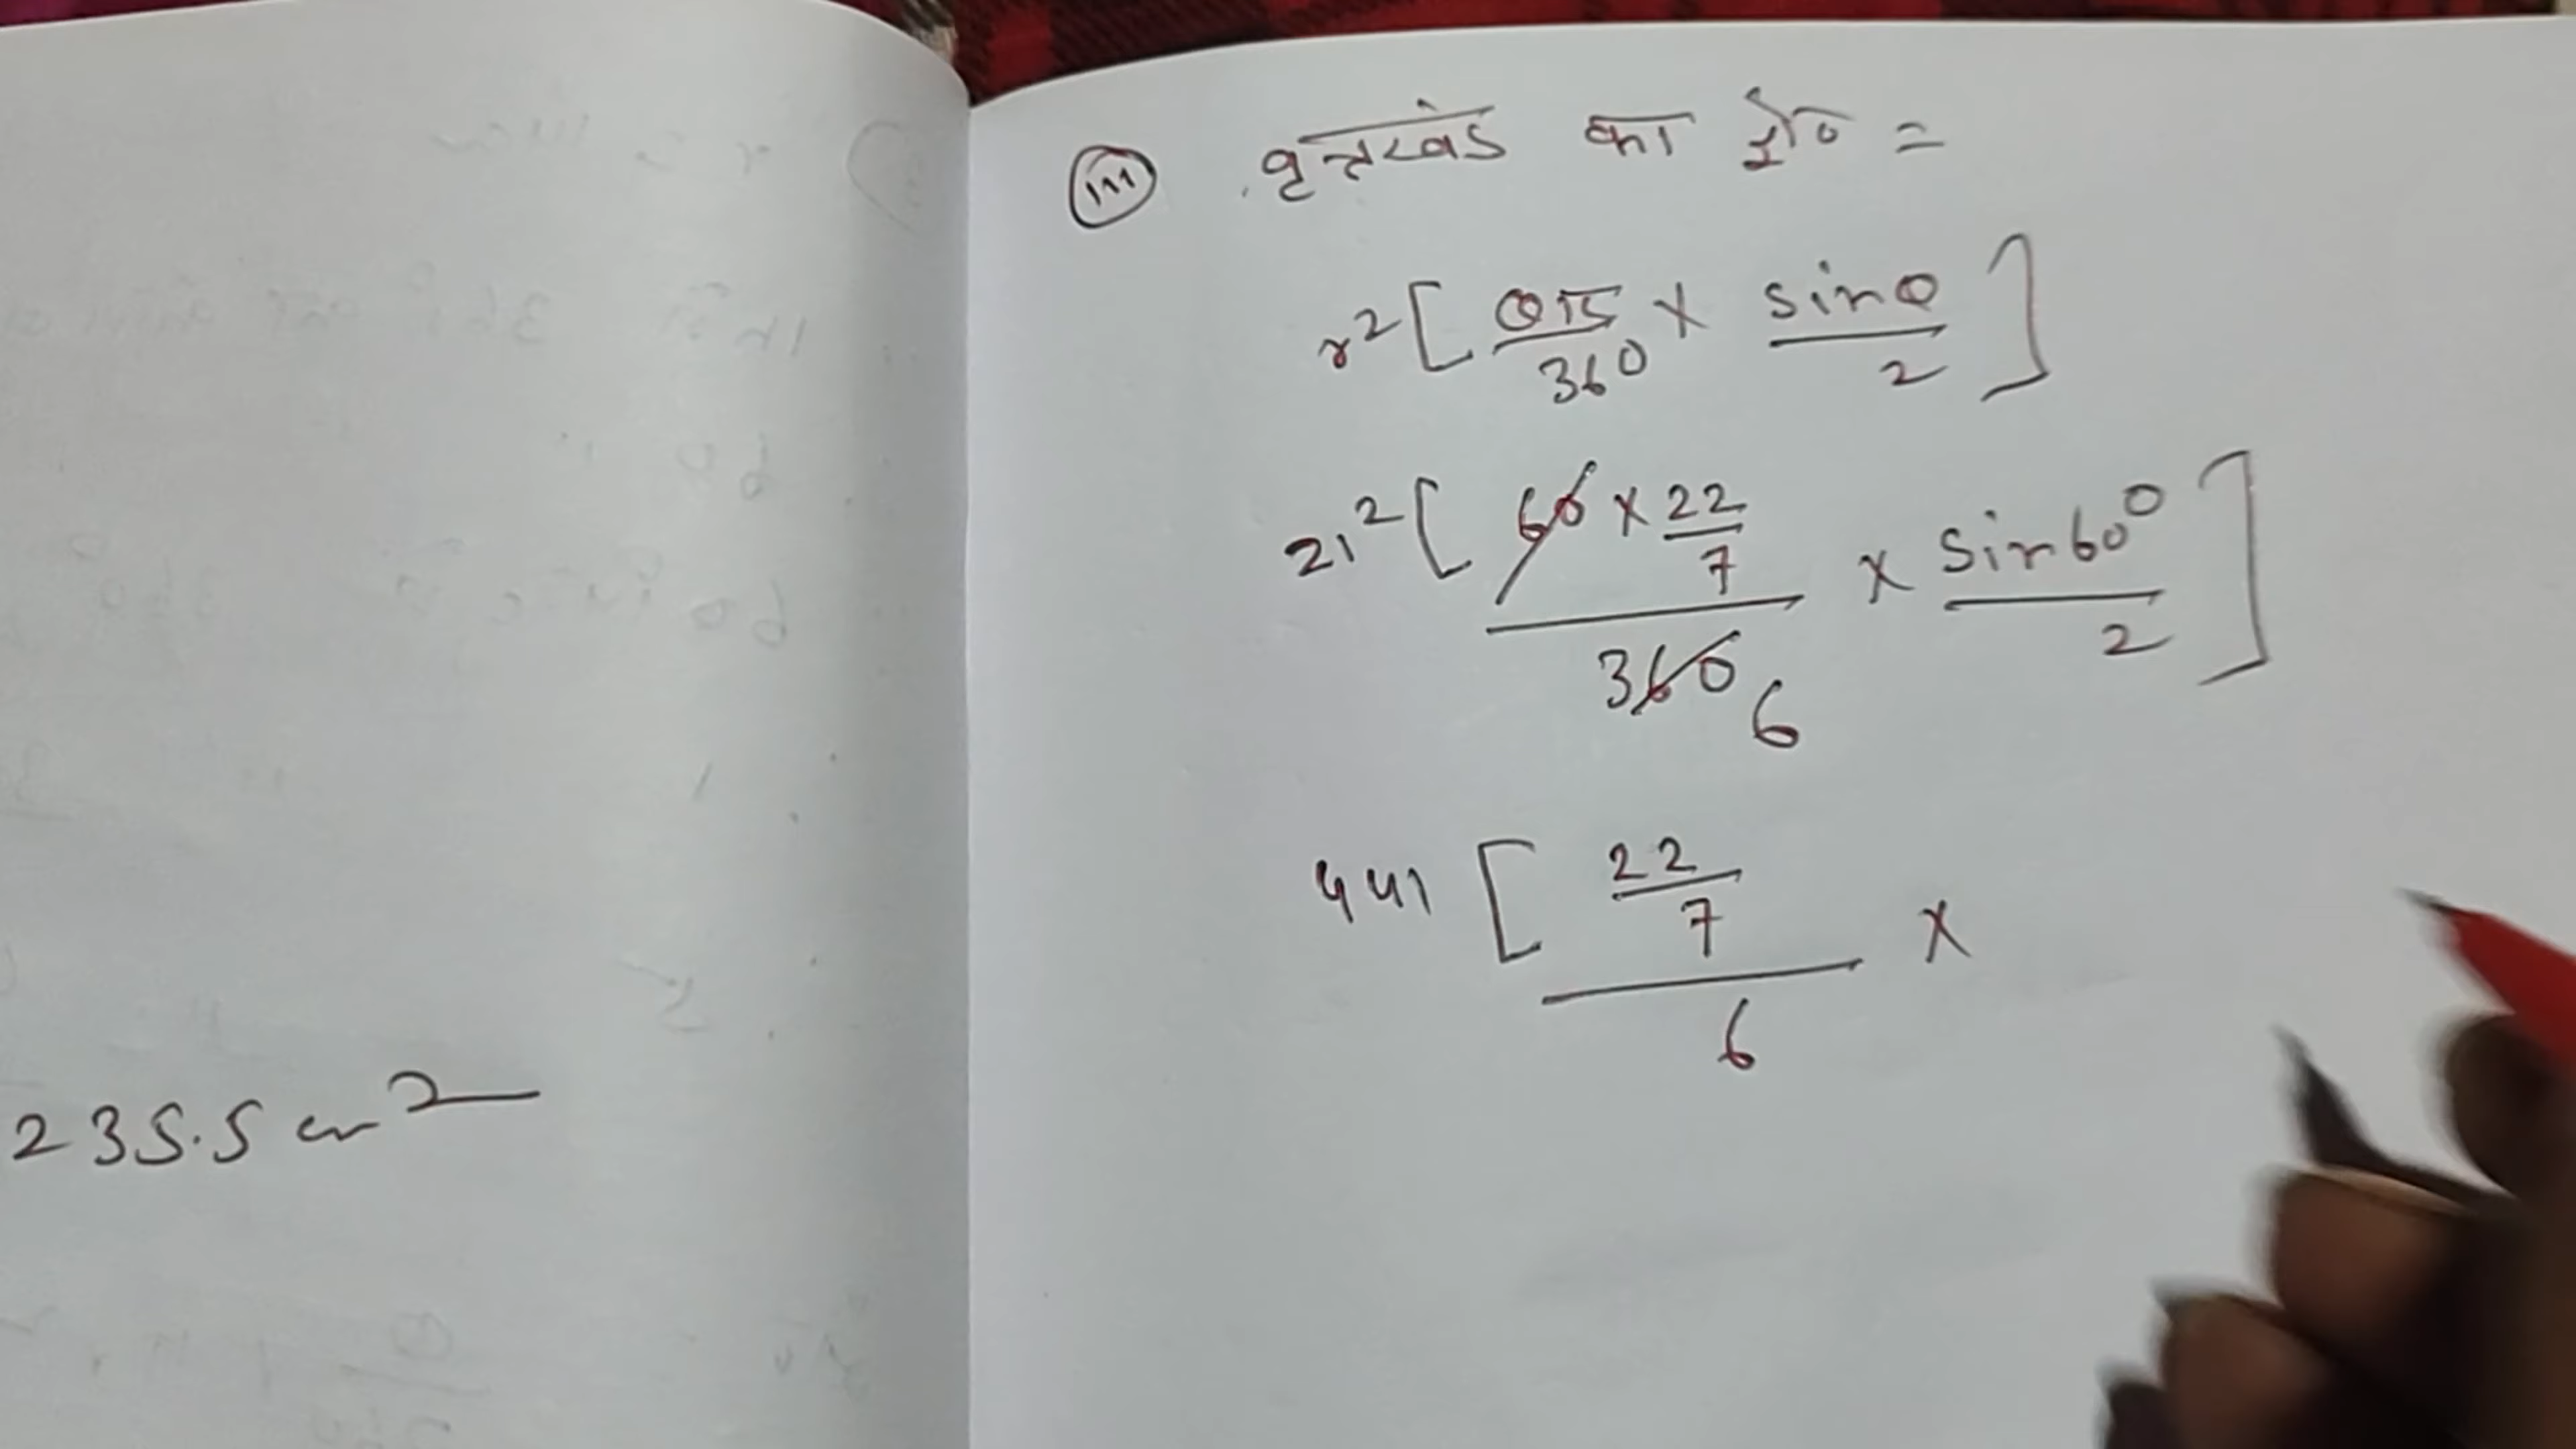 235.5 cm²
(iii) वृत्तखंड का क्षे० =
r² [ θπ/360 × sinθ/2 ]
21² [ 60 × 22/7 / 360 6 × sin60⁰/2 ]
441 [ 22/7 / 6 ×